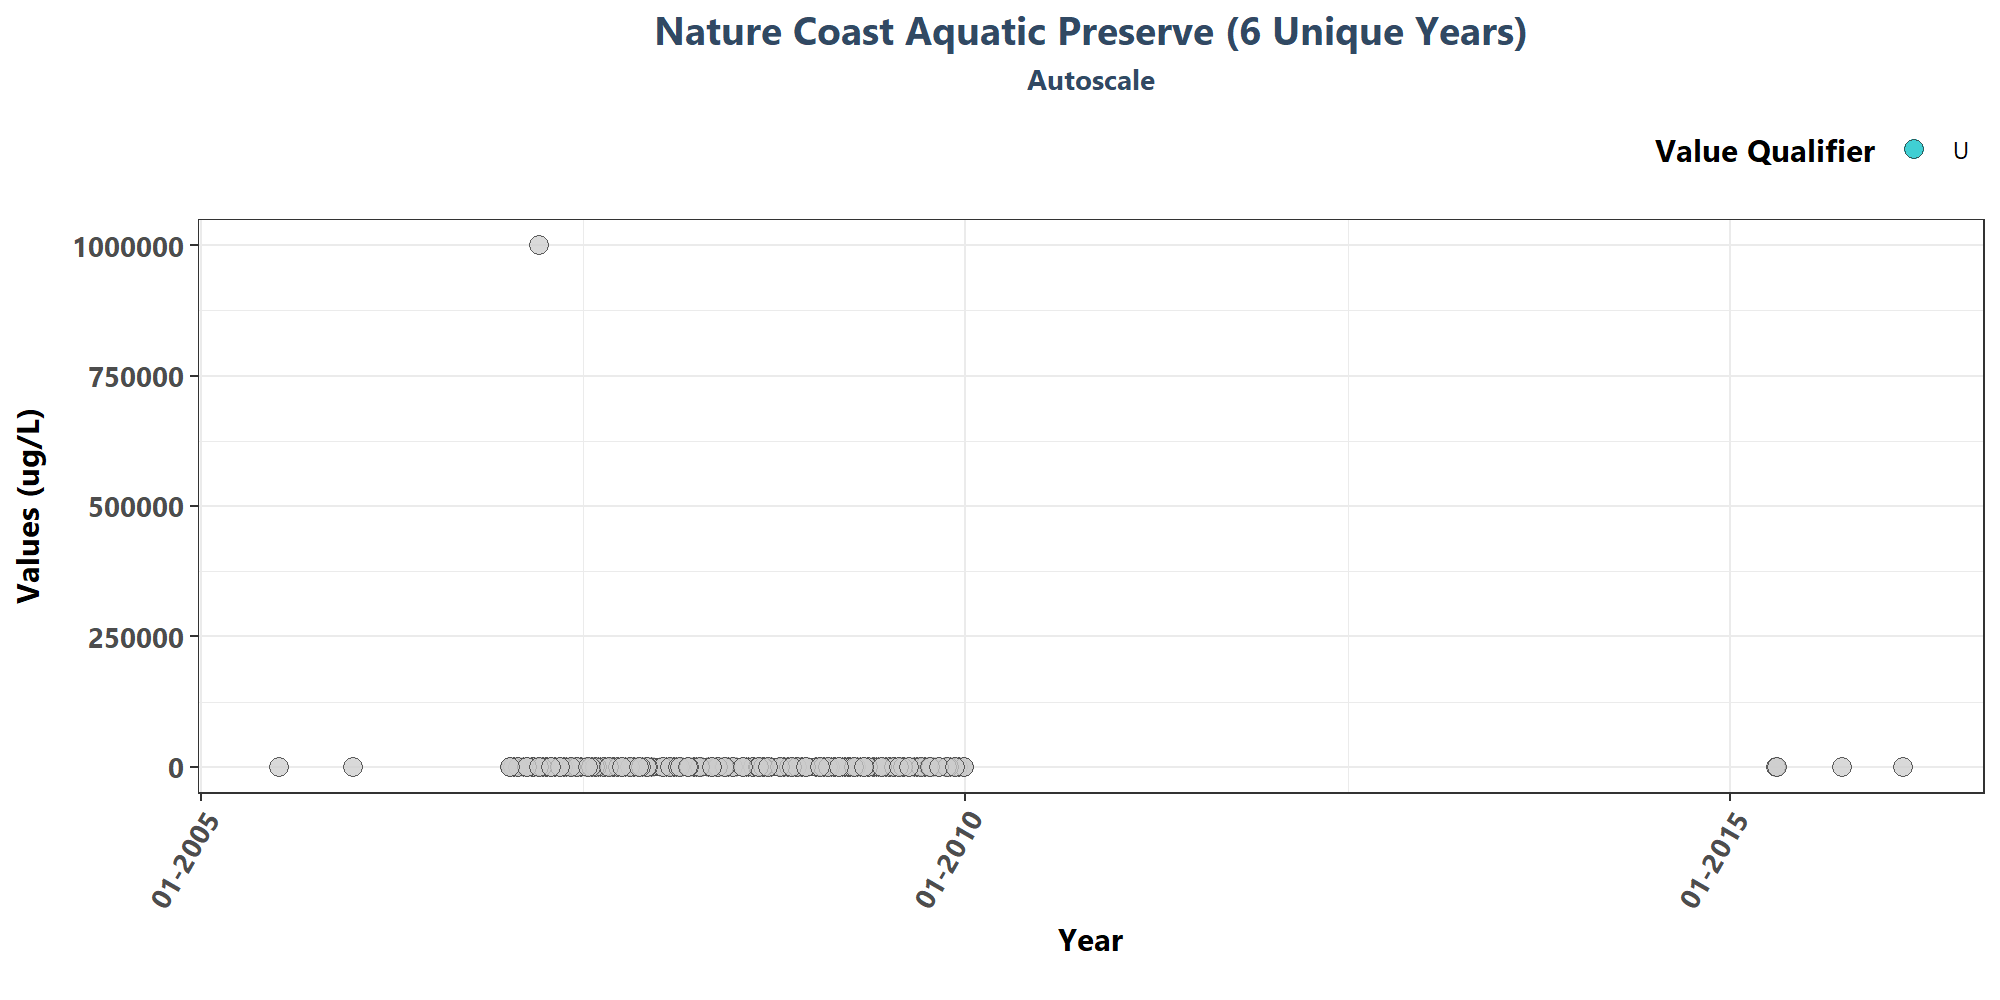 Nature Coast Aquatic Preserve (6 Unique Years)
Autoscale
Value Qualifier U
1000000
750000
500000
250000
0
Values (ug/L)
01-2005
01-2010
01-2015
Year